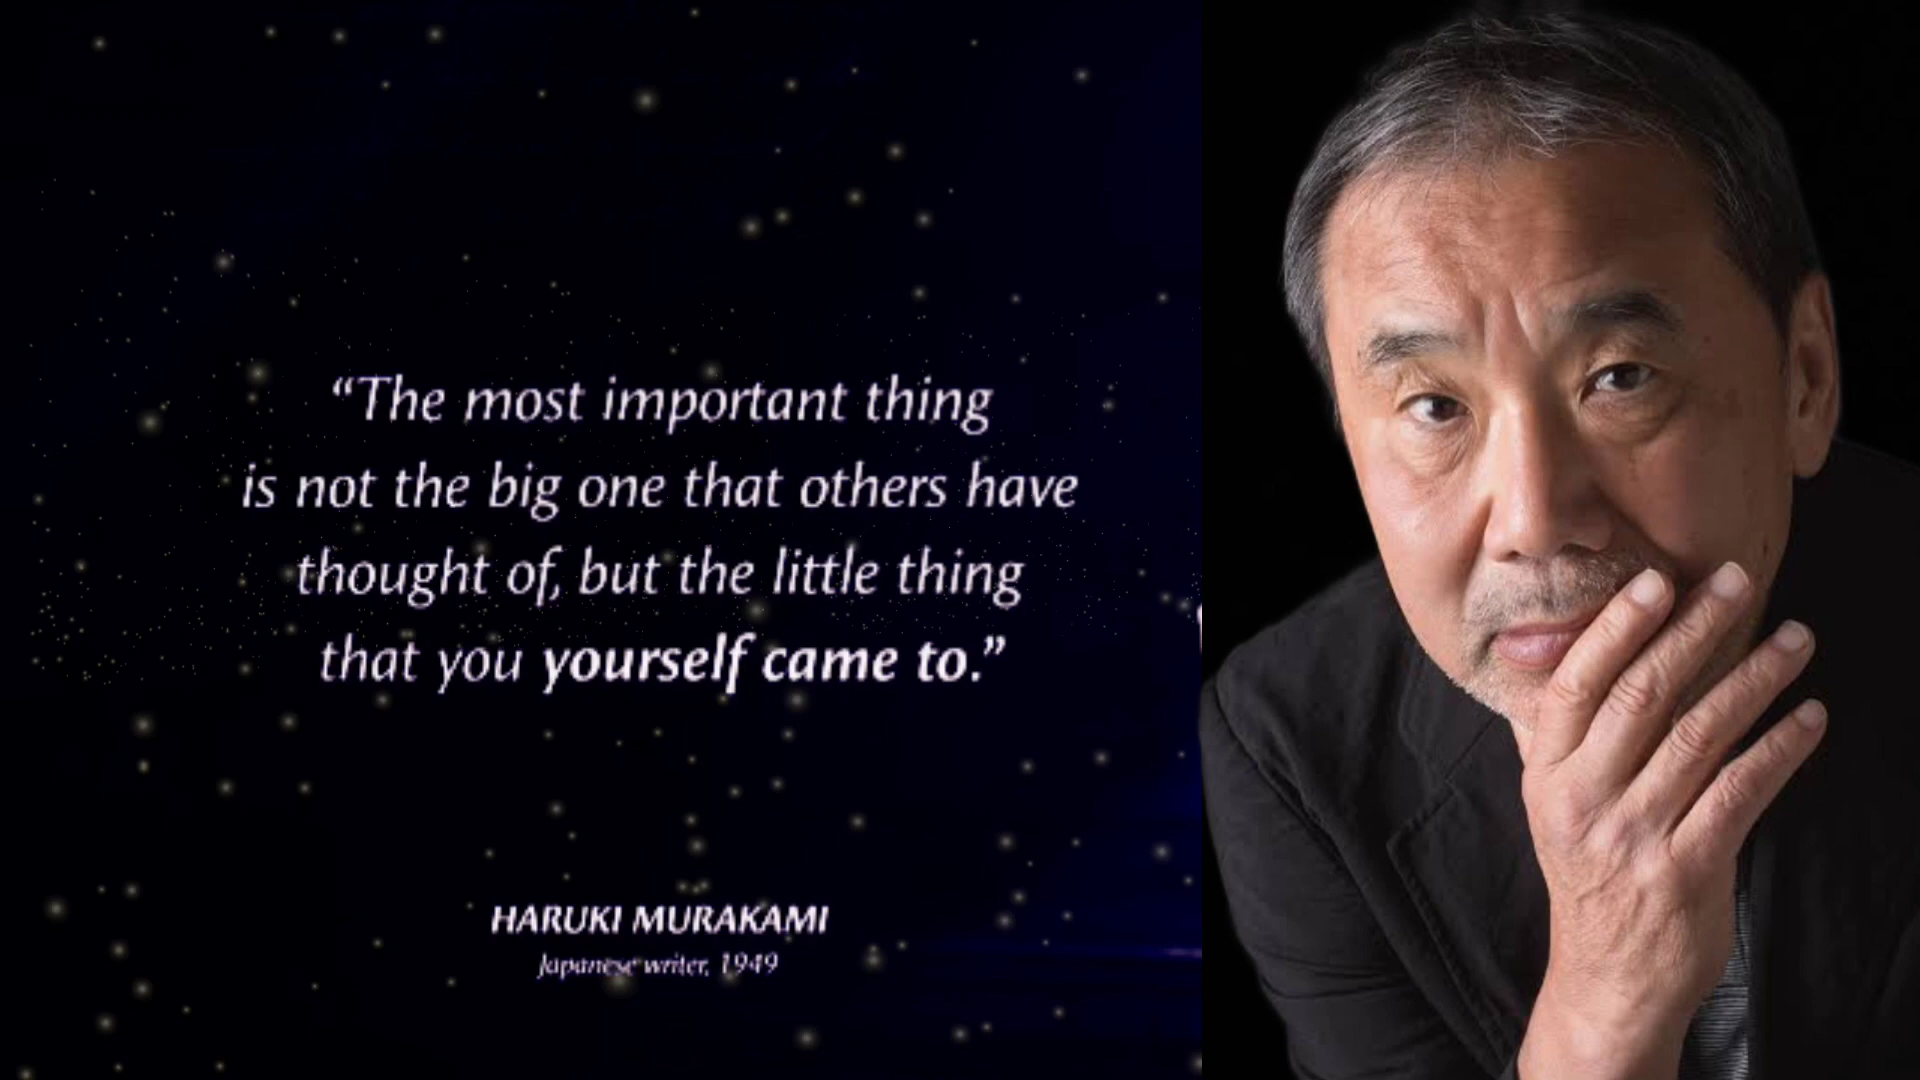 “The most important thing
is not the big one that others have
thought of, but the little thing
that you yourself came to.”
HARUKI MURAKAMI
Japanese writer, 1949